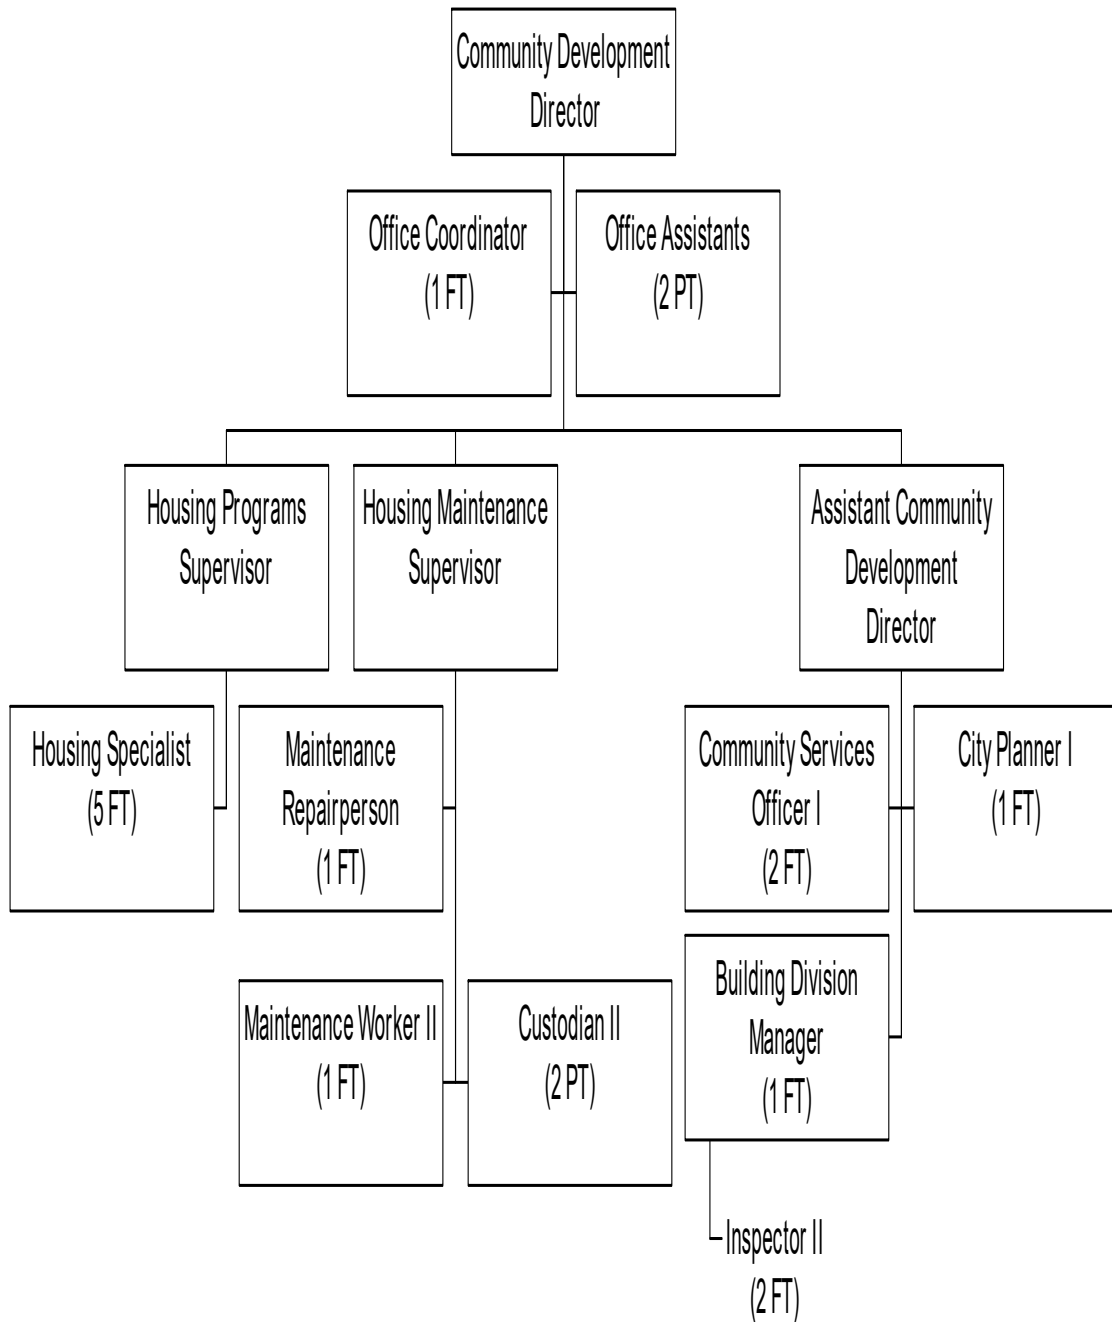 Community Development
Director
Office Coordinator
(1 FT)
Office Assistants
(2 PT)
Housing Programs
Supervisor
Housing Maintenance
Supervisor
Assistant Community
Development
Director
Housing Specialist
(5 FT)
Maintenance
Repairperson
(1 FT)
Community Services
Officer I
(2 FT)
City Planner I
(1 FT)
Maintenance Worker II
(1 FT)
Custodian II
(2 PT)
Building Division
Manager
(1 FT)
Inspector II
(2 FT)